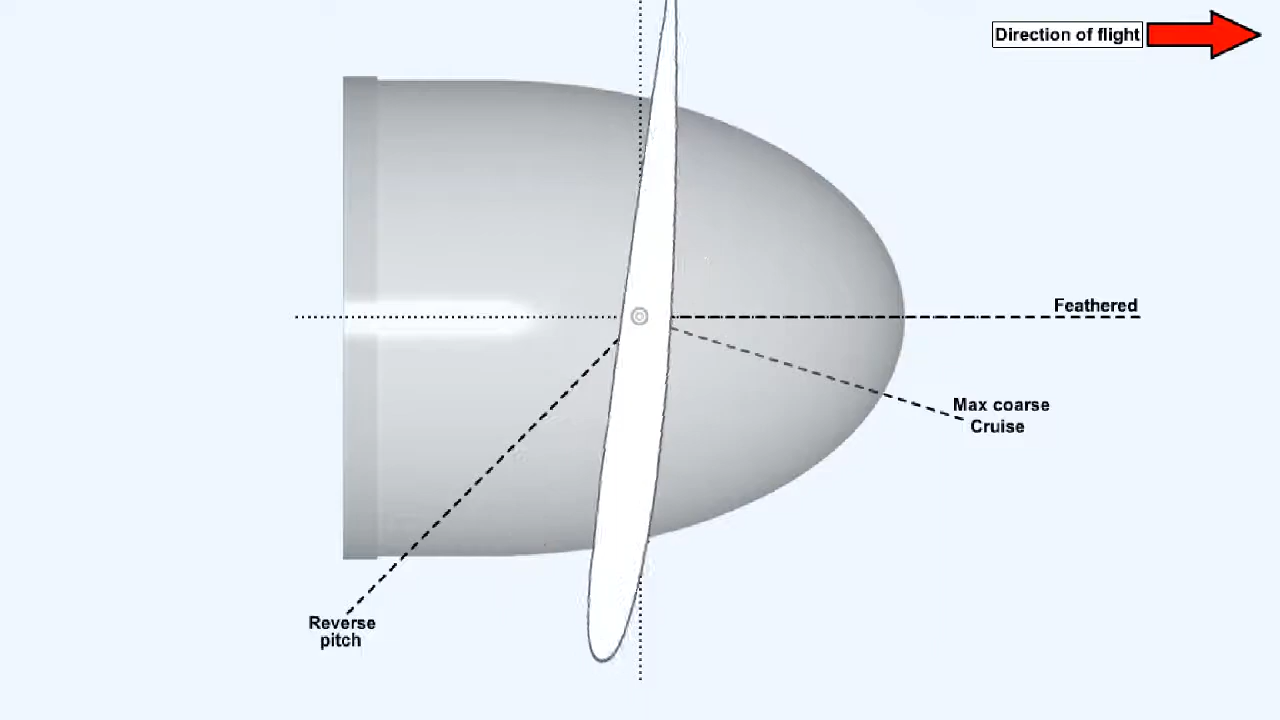 Direction of flight
Feathered
Max coarse
Cruise
Reverse
pitch